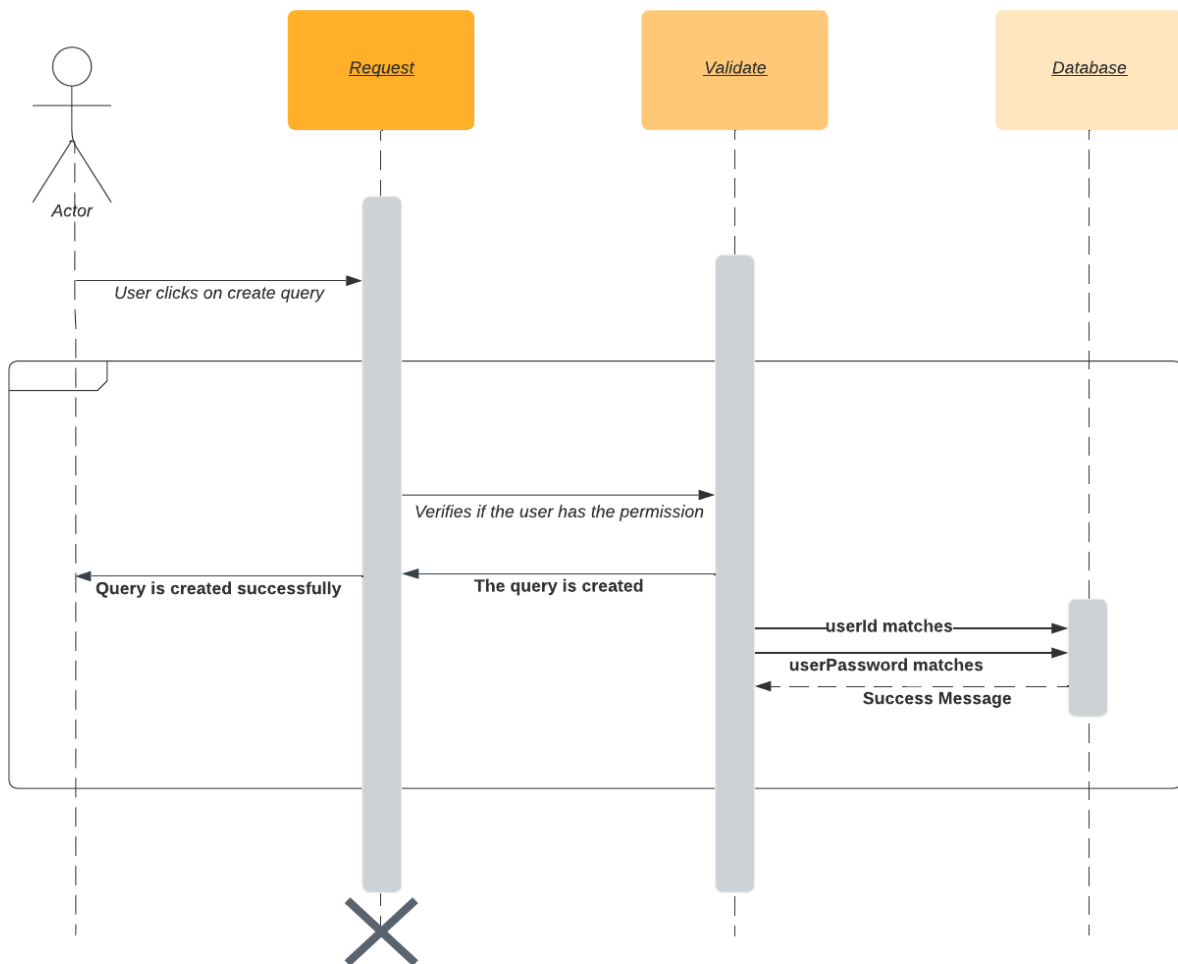 Request
Validate
Database
Actor
User clicks on create query
Verifies if the user has the permission
Query is created successfully
The query is created
userId matches
userPassword matches
Success Message